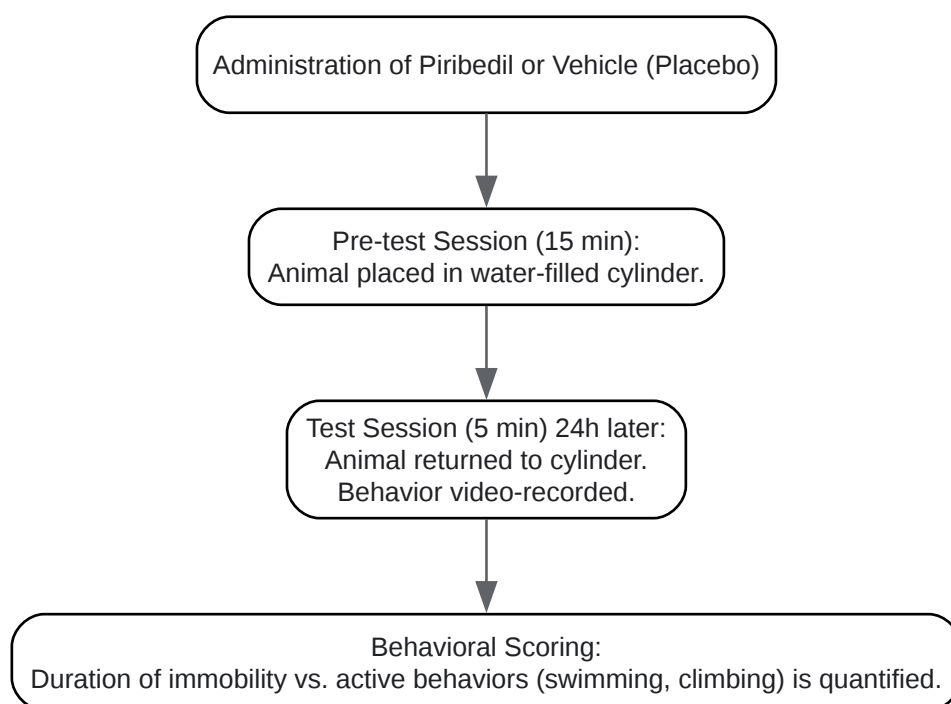 Administration of Piribedil or Vehicle (Placebo)
Pre-test Session (15 min):
Animal placed in water-filled cylinder.
Test Session (5 min) 24h later:
Animal returned to cylinder.
Behavior video-recorded.
Behavioral Scoring:
Duration of immobility vs. active behaviors (swimming, climbing) is quantified.